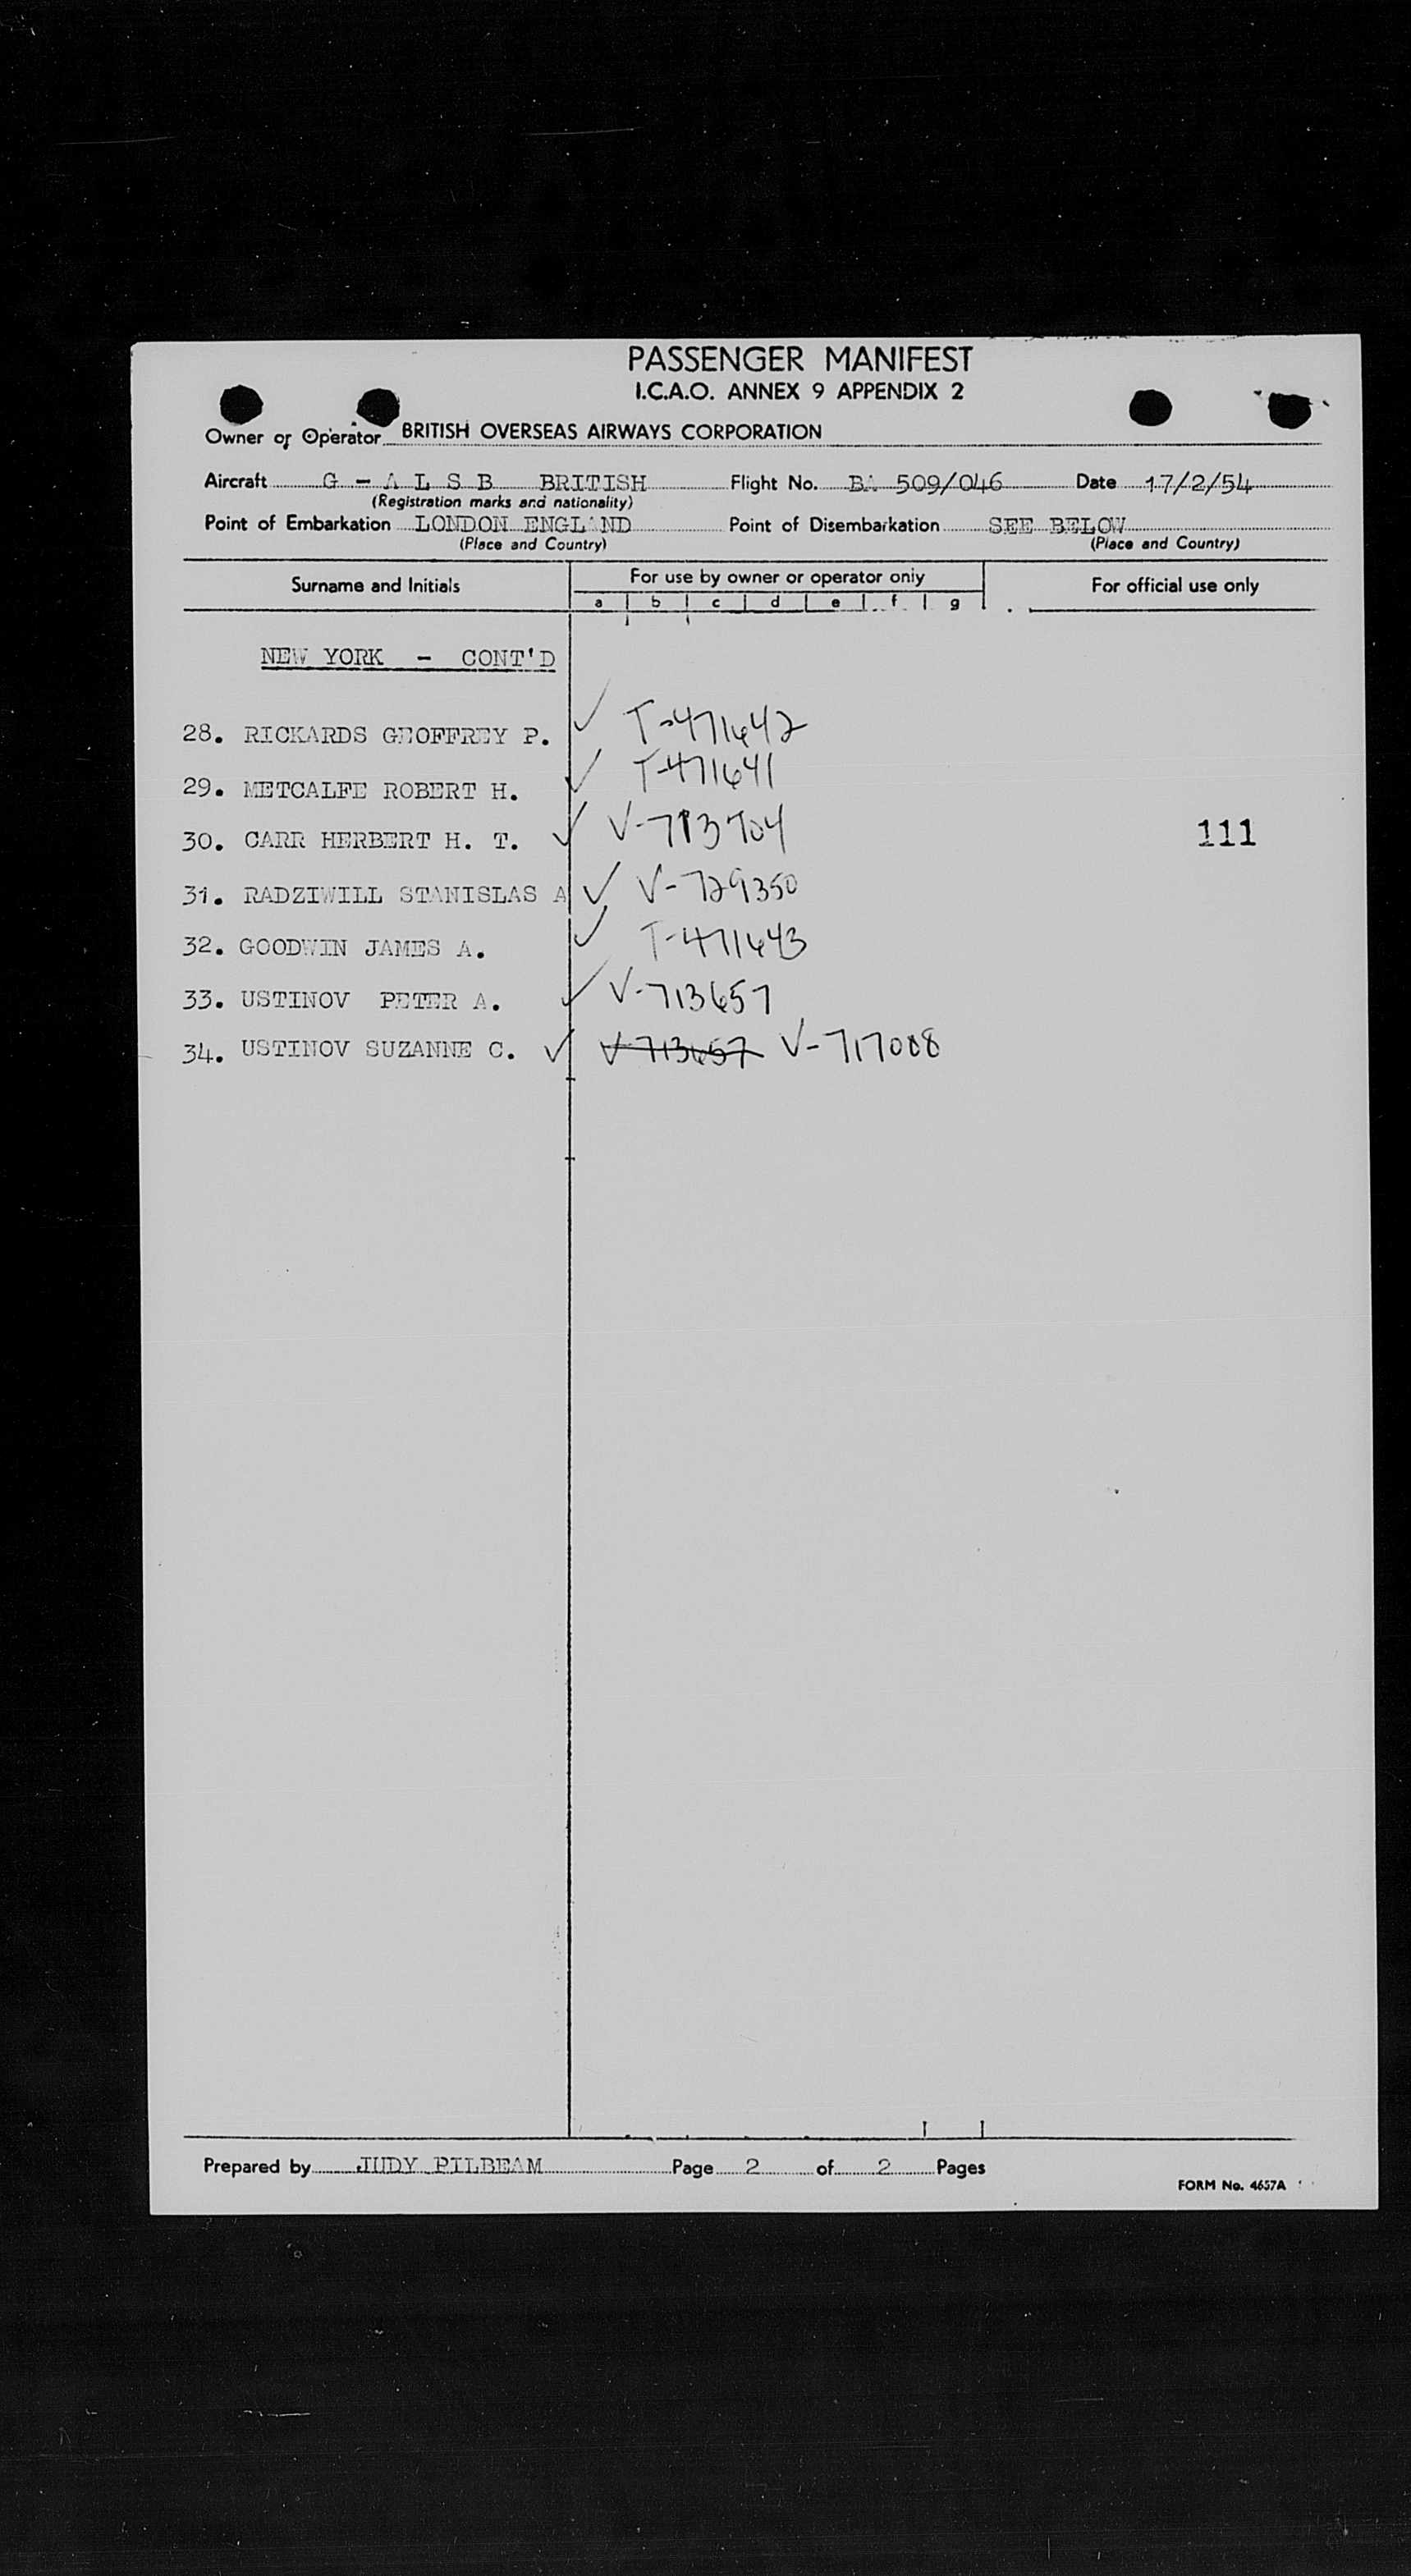 PASSENGER MANIFEST
I.C.A.O. ANNEX 9 APPENDIX 2
Owner or Operator BRITISH OVERSEAS AIRWAYS CORPORATION
Aircraft G - A L S B BRITISH Flight No. BA 509/046 Date 17/2/54
(Registration marks and nationality)
Point of Embarkation LONDON ENGLAND Point of Disembarkation SEE BELOW
(Place and Country) (Place and Country)
Surname and Initials For use by owner or operator only For official use only
a b c d e f g
NEW YORK - CONT'D
28. RICKARDS GEOFFREY P. ✓ T-471642
29. METCALFE ROBERT H. ✓ T-471641
30. CARR HERBERT H. T. ✓ V-713704 111
31. RADZIWILL STANISLAS A ✓ V-729350
32. GOODWIN JAMES A. ✓ T-471643
33. USTINOV PETER A. ✓ V-713657
34. USTINOV SUZANNE C. ✓ V-713657 V-717088
Prepared by JUDY PILBEAM Page 2 of 2 Pages
FORM No. 4657A